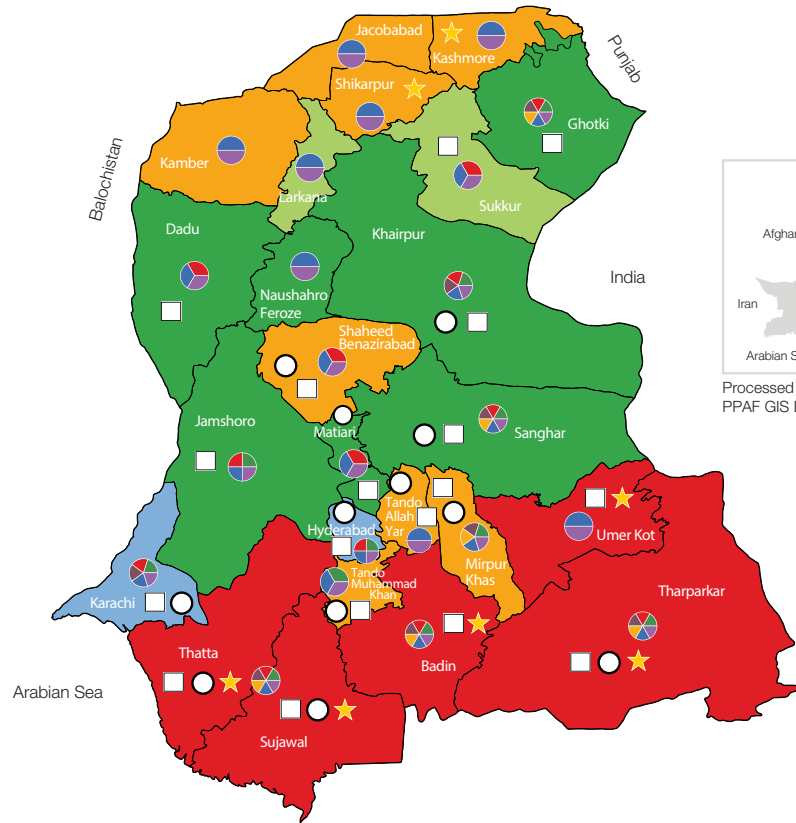 Jacobabad
Kashmore
Punjab
Shikarpur
Ghotki
Balochistan
Kamber
Larkana
Sukkur
Dadu
Khairpur
Naushahro
Feroze
India
Shaheed
Benazirabad
Iran
Arabian S
Processed
PPAF GIS
Jamshoro
Matiari
Sanghar
Tando
Allah
Yar
Hyderabad
Umer Kot
Mirpur
Khas
Tando
Muhammad
Khan
Tharparkar
Karachi
Badin
Thatta
Arabian Sea
Sujawal